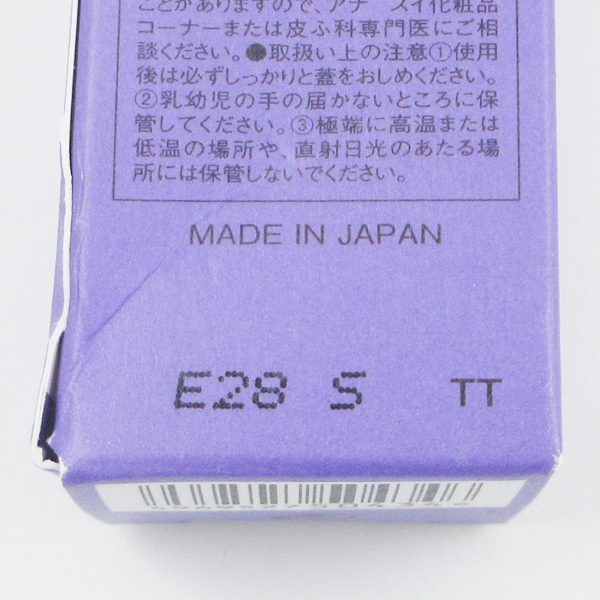 ことがありますので、アナ スイ化粧品
コーナーまたは皮ふ科専門医にご相
談ください。●取扱い上の注意①使用
後は必ずしっかりと蓋をおしめください。
②乳幼児の手の届かないところに保
管してください。③極端に高温または
低温の場所や、直射日光のあたる場
所には保管しないでください。
MADE IN JAPAN
E28 S TT